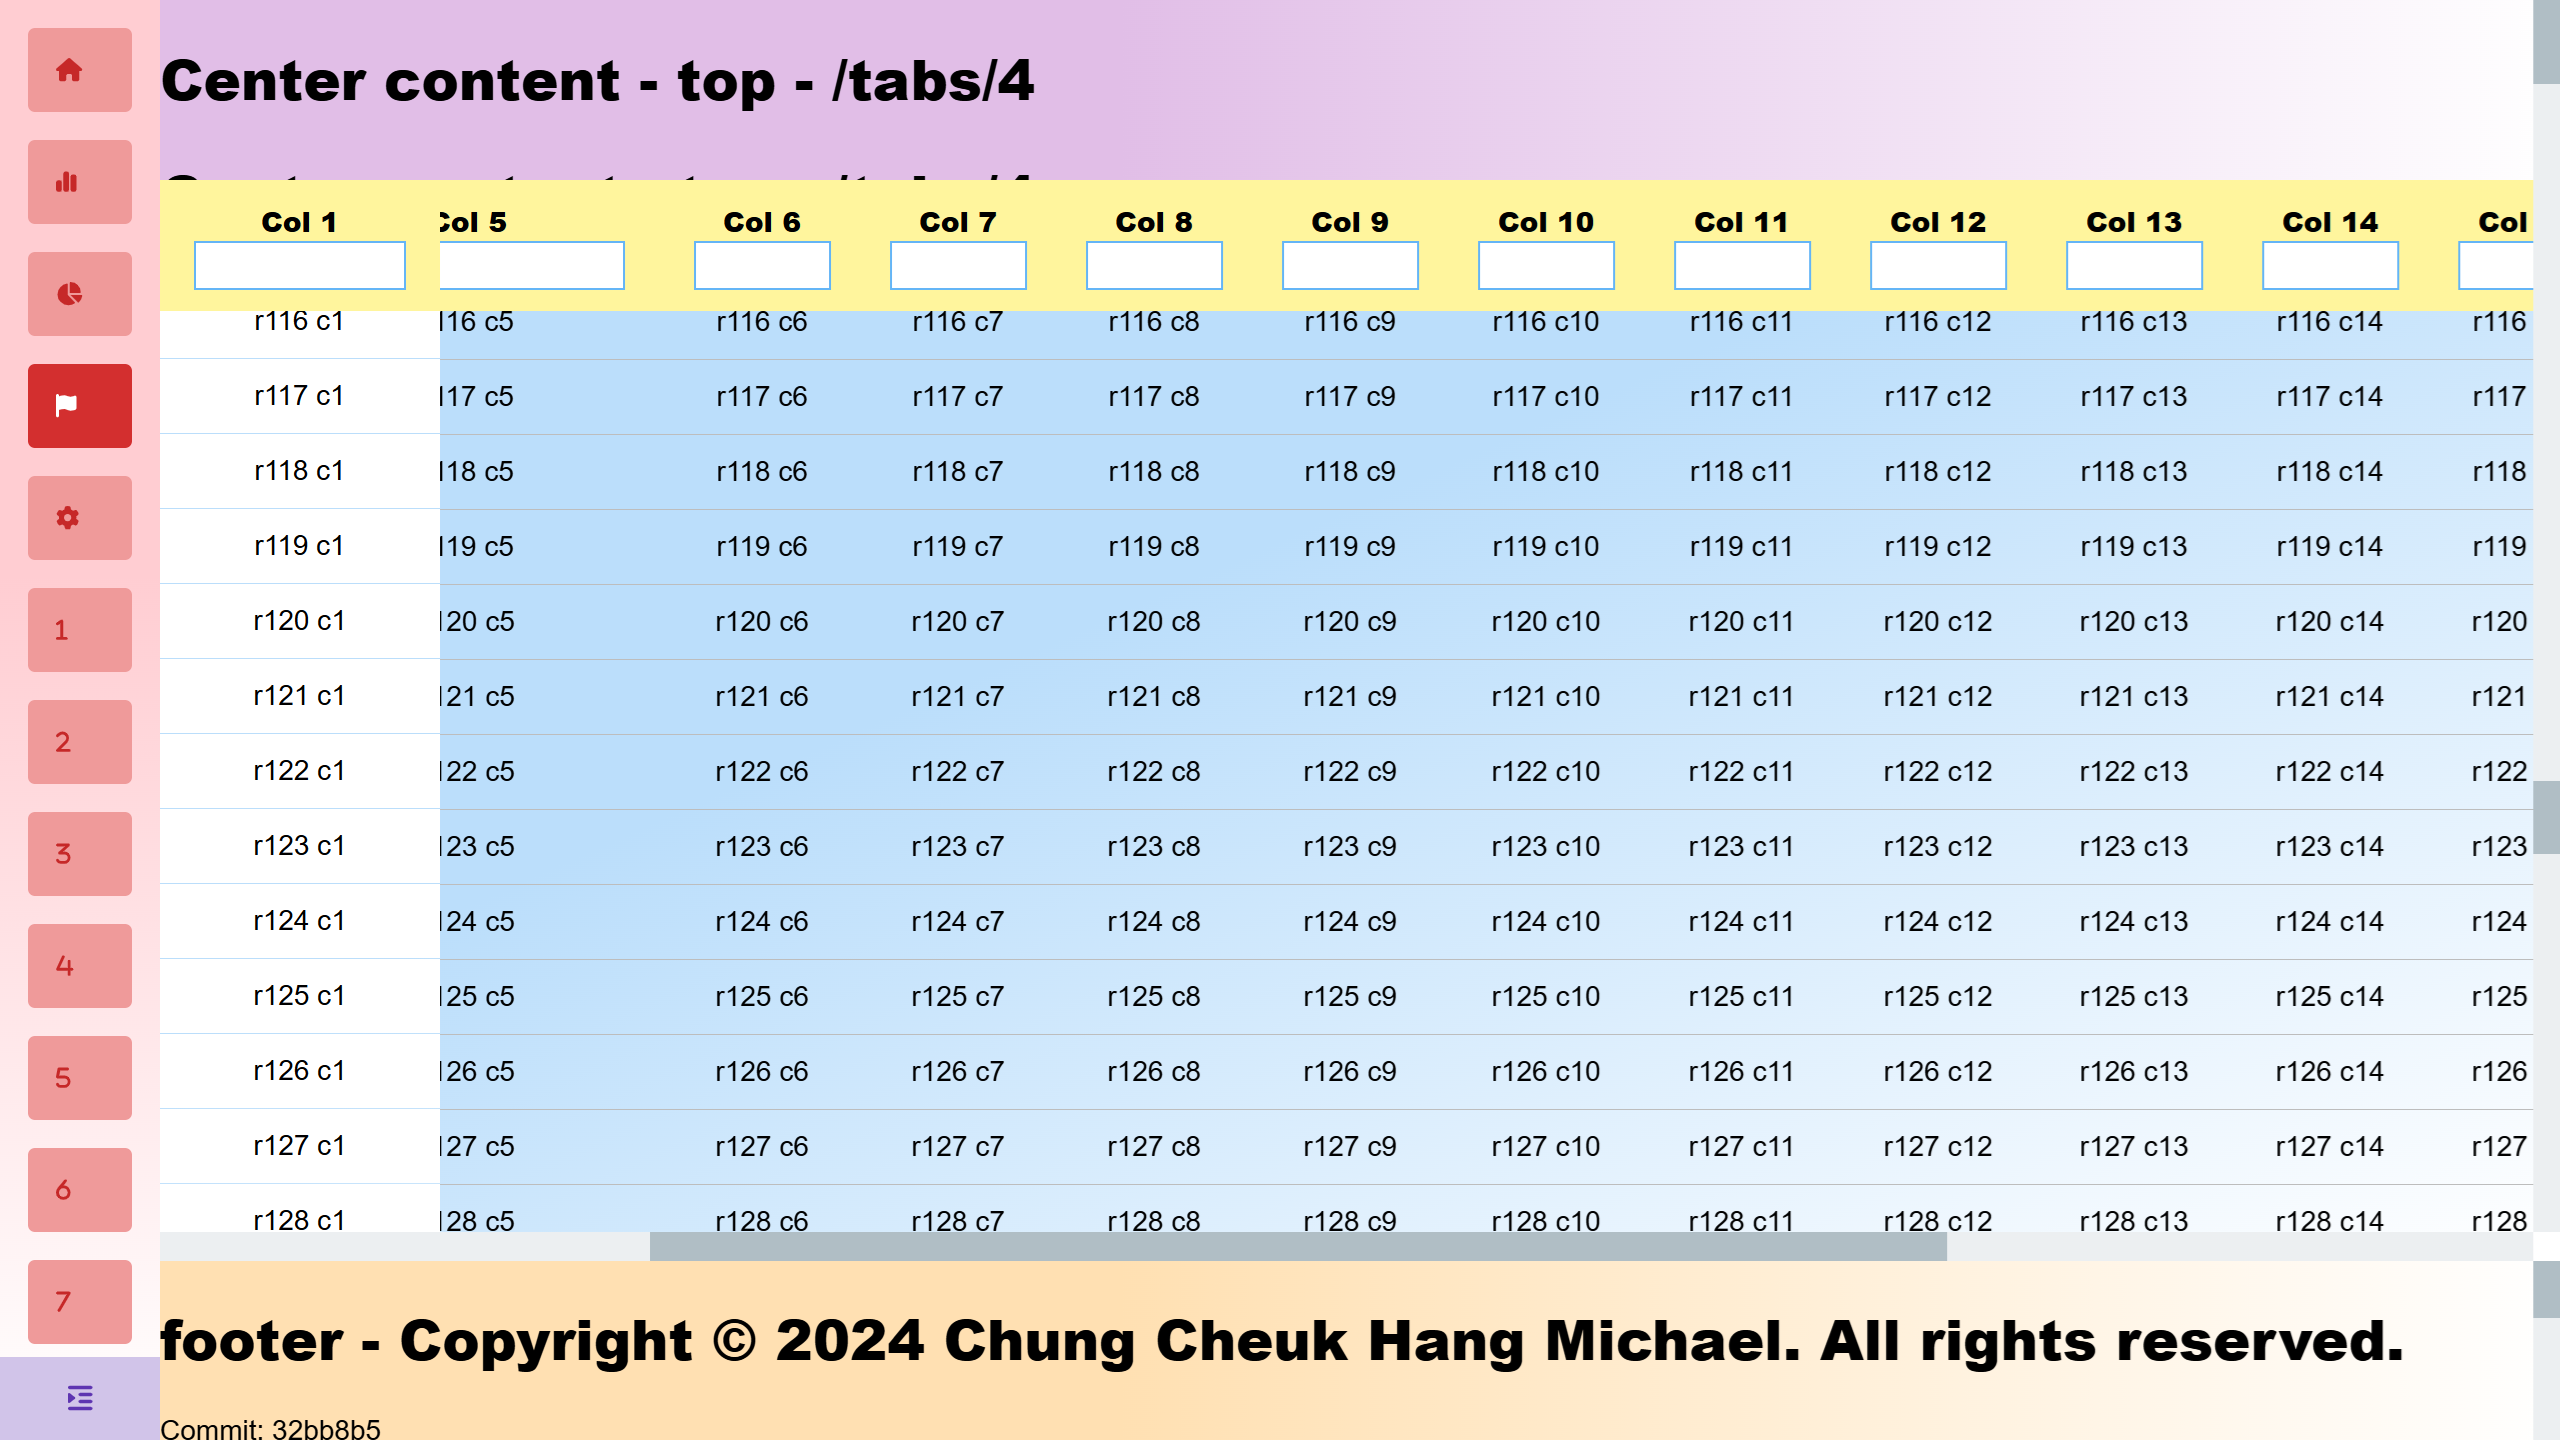 Center content - top - /tabs/4
Col 1 Col 5 Col 6 Col 7 Col 8 Col 9 Col 10 Col 11 Col 12 Col 13 Col 14 Col
r116 c1 116 c5 r116 c6 r116 c7 r116 c8 r116 c9 r116 c10 r116 c11 r116 c12 r116 c13 r116 c14 r116
r117 c1 117 c5 r117 c6 r117 c7 r117 c8 r117 c9 r117 c10 r117 c11 r117 c12 r117 c13 r117 c14 r117
r118 c1 118 c5 r118 c6 r118 c7 r118 c8 r118 c9 r118 c10 r118 c11 r118 c12 r118 c13 r118 c14 r118
r119 c1 119 c5 r119 c6 r119 c7 r119 c8 r119 c9 r119 c10 r119 c11 r119 c12 r119 c13 r119 c14 r119
1 r120 c1 120 c5 r120 c6 r120 c7 r120 c8 r120 c9 r120 c10 r120 c11 r120 c12 r120 c13 r120 c14 r120
r121 c1 121 c5 r121 c6 r121 c7 r121 c8 r121 c9 r121 c10 r121 c11 r121 c12 r121 c13 r121 c14 r121
2 r122 c1 122 c5 r122 c6 r122 c7 r122 c8 r122 c9 r122 c10 r122 c11 r122 c12 r122 c13 r122 c14 r122
3 r123 c1 123 c5 r123 c6 r123 c7 r123 c8 r123 c9 r123 c10 r123 c11 r123 c12 r123 c13 r123 c14 r123
r124 c1 124 c5 r124 c6 r124 c7 r124 c8 r124 c9 r124 c10 r124 c11 r124 c12 r124 c13 r124 c14 r124
4 r125 c1 125 c5 r125 c6 r125 c7 r125 c8 r125 c9 r125 c10 r125 c11 r125 c12 r125 c13 r125 c14 r125
5 r126 c1 126 c5 r126 c6 r126 c7 r126 c8 r126 c9 r126 c10 r126 c11 r126 c12 r126 c13 r126 c14 r126
r127 c1 127 c5 r127 c6 r127 c7 r127 c8 r127 c9 r127 c10 r127 c11 r127 c12 r127 c13 r127 c14 r127
6 r128 c1 128 c5 r128 c6 r128 c7 r128 c8 r128 c9 r128 c10 r128 c11 r128 c12 r128 c13 r128 c14 r128
7
footer - Copyright © 2024 Chung Cheuk Hang Michael. All rights reserved.
Commit: 32bb8b5